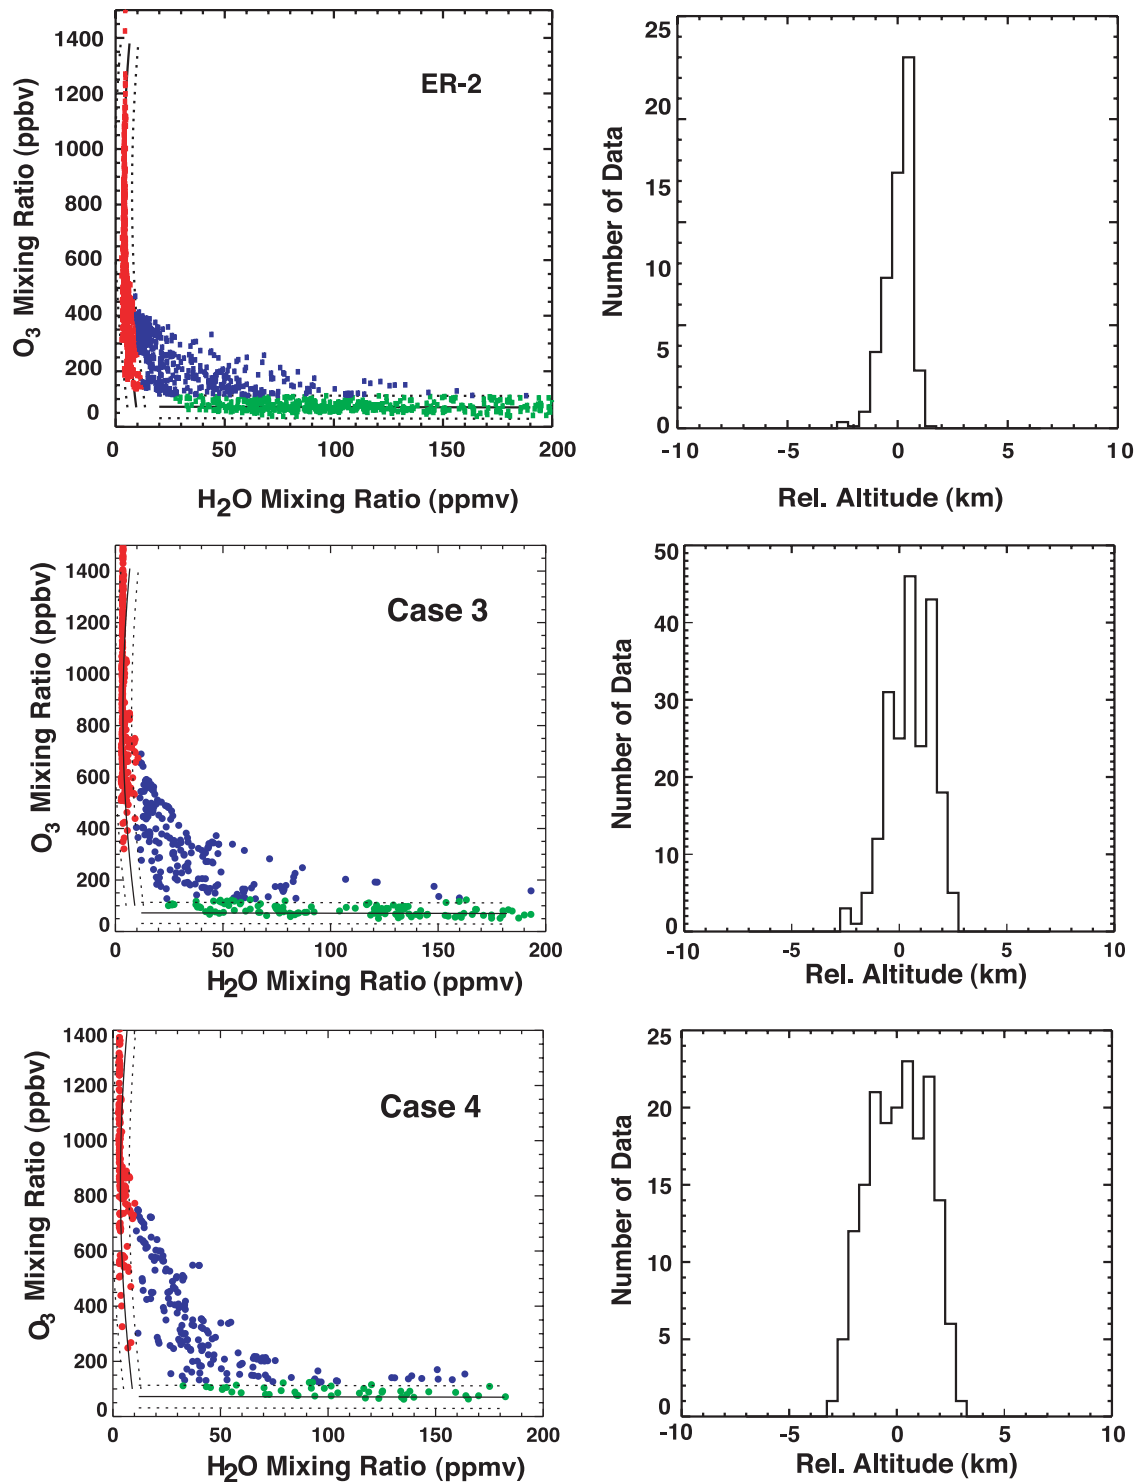 O3 Mixing Ratio (ppbv)
1400
1200
1000
800
600
400
200
0
ER-2
0 50 100 150 200
H2O Mixing Ratio (ppmv)
Number of Data
25
20
15
10
5
0
-10 -5 0 5 10
Rel. Altitude (km)
O3 Mixing Ratio (ppbv)
1400
1200
1000
800
600
400
200
0
Case 3
0 50 100 150 200
H2O Mixing Ratio (ppmv)
Number of Data
50
40
30
20
10
0
-10 -5 0 5 10
Rel. Altitude (km)
O3 Mixing Ratio (ppbv)
1400
1200
1000
800
600
400
200
0
Case 4
0 50 100 150 200
H2O Mixing Ratio (ppmv)
Number of Data
25
20
15
10
5
0
-10 -5 0 5 10
Rel. Altitude (km)